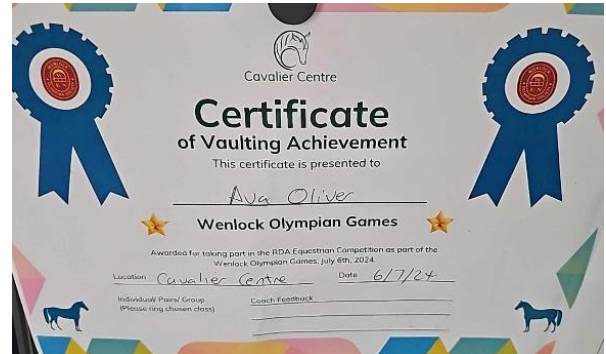 Cavalier Centre
Certificate
of Vaulting Achievement
This certificate is presented to
Ava Oliver
Wenlock Olympian Games
Awarded for taking part in the RDA Equestrian Competition as part of the
Wenlock Olympian Games, July 6th, 2024
Location Cavalier Centre Date 6/7/24
Individual/ Pairs/ Group Coach Feedback
(Please ring chosen class)